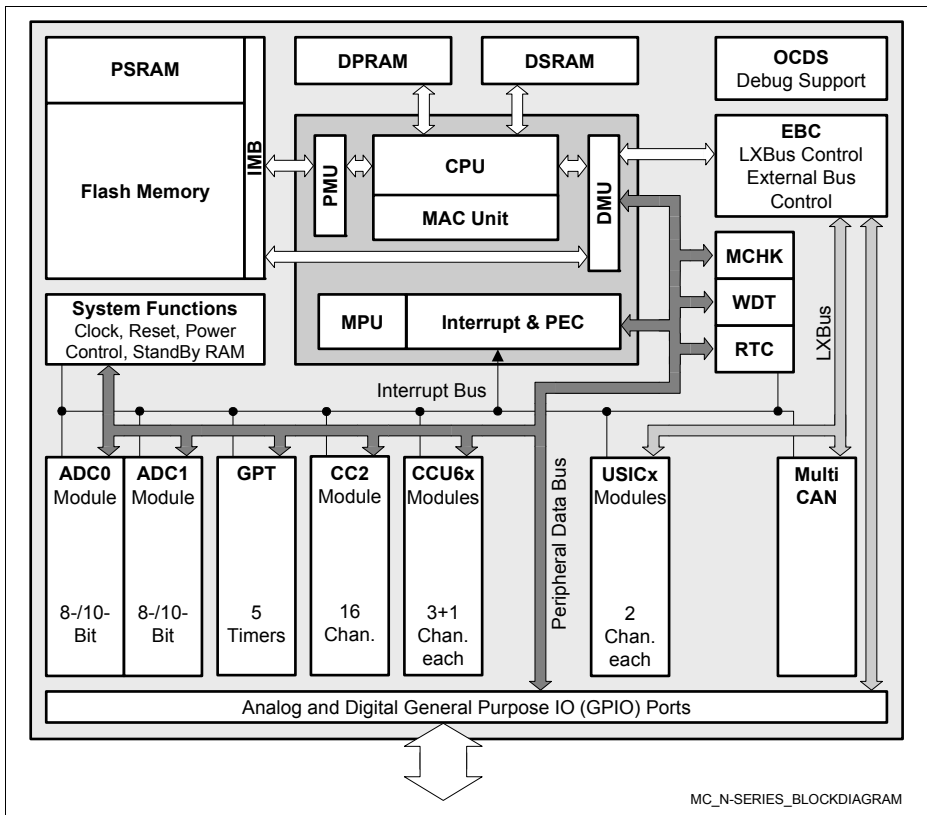 PSRAM
Flash Memory
IMB
DPRAM
DSRAM
OCDS
Debug Support
PMU
CPU
MAC Unit
DMU
EBC
LXBus Control
External Bus
Control
MCHK
WDT
RTC
LXBus
System Functions
Clock, Reset, Power
Control, StandBy RAM
MPU
Interrupt & PEC
Interrupt Bus
ADC0
Module
8-/10-
Bit
ADC1
Module
8-/10-
Bit
GPT
5
Timers
CC2
Module
16
Chan.
CCU6x
Modules
3+1
Chan.
each
Peripheral Data Bus
USICx
Modules
2
Chan.
each
Multi
CAN
Analog and Digital General Purpose IO (GPIO) Ports
MC_N-SERIES_BLOCKDIAGRAM